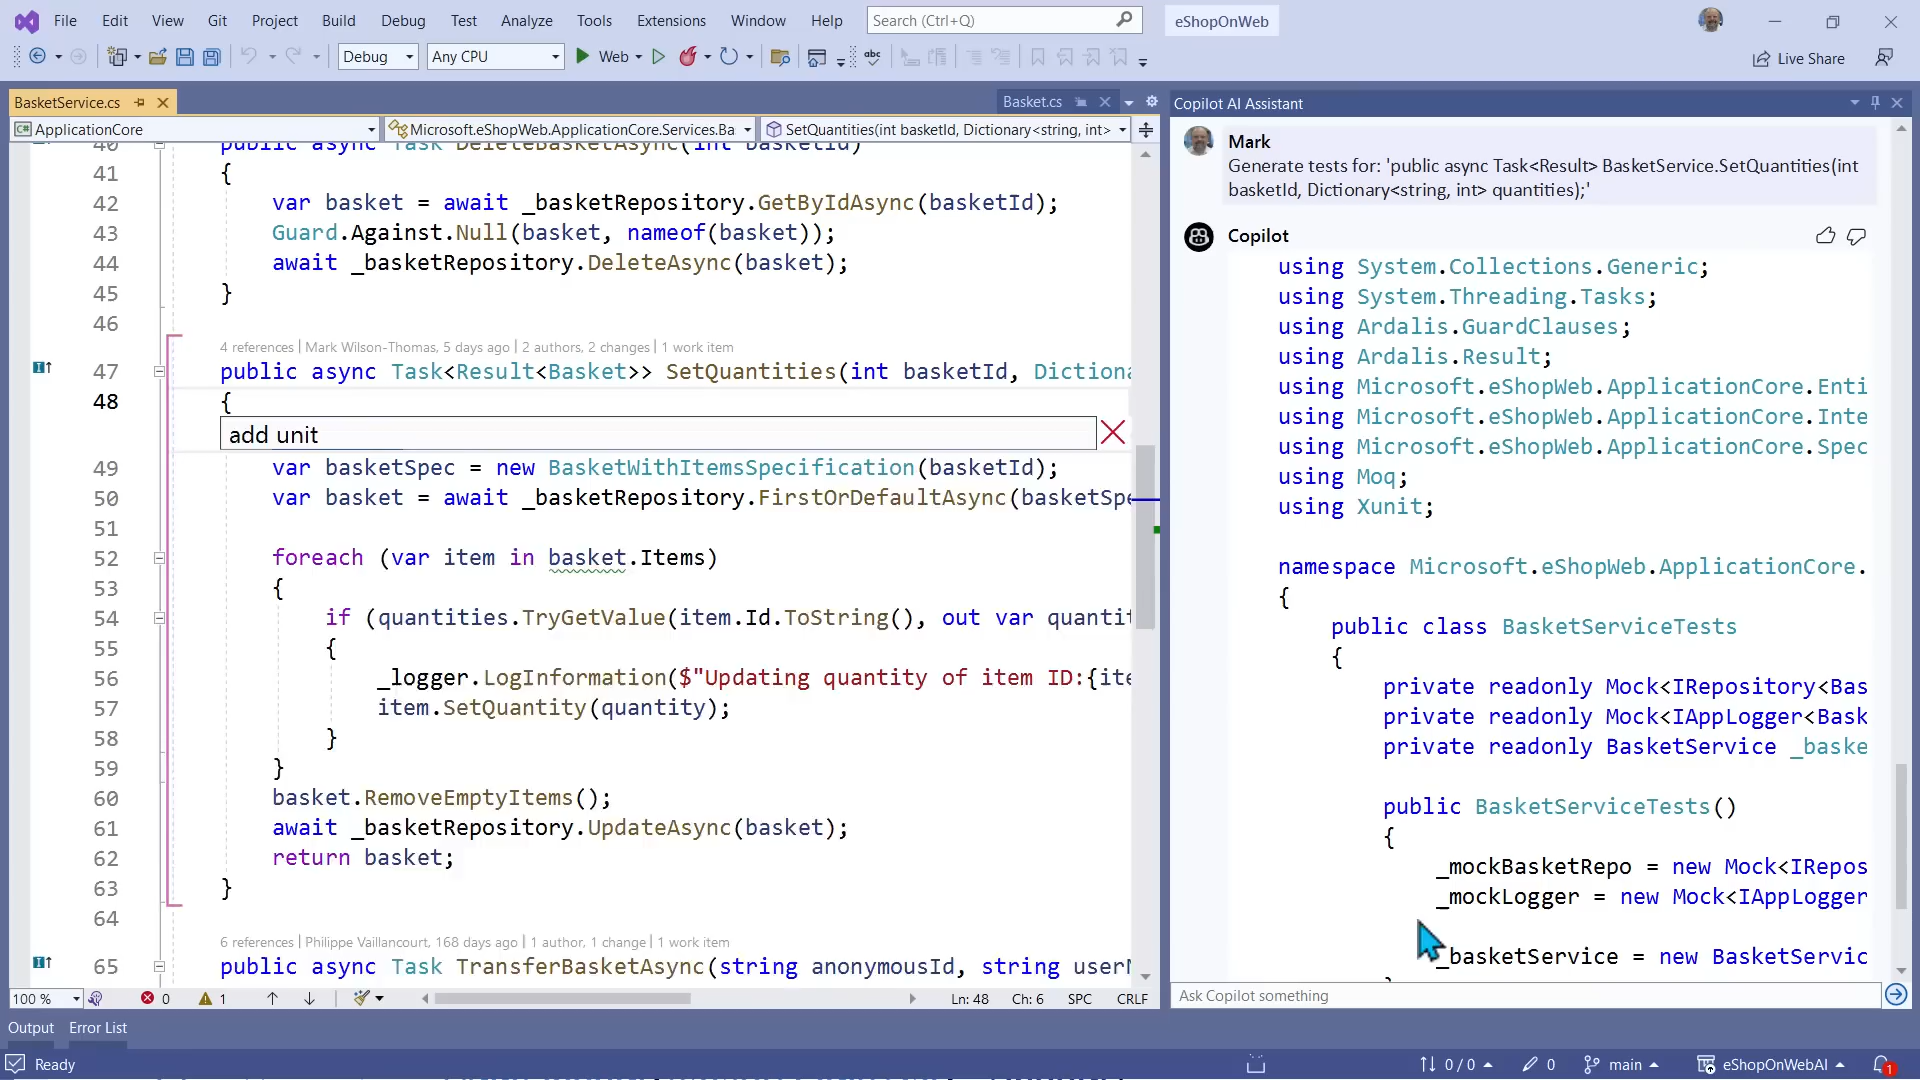 File Edit View Git Project Build Debug Test Analyze Tools Extensions Window Help Search (Ctrl+Q) eShopOnWeb
Debug Any CPU Web abc Live Share
BasketService.cs Basket.cs
C# ApplicationCore Microsoft.eShopWeb.ApplicationCore.Services.Ba SetQuantities(int basketId, Dictionary<string, int>
40 public async Task DeleteBasketAsync(int basketId)
41 {
42 var basket = await _basketRepository.GetByIdAsync(basketId);
43 Guard.Against.Null(basket, nameof(basket));
44 await _basketRepository.DeleteAsync(basket);
45 }
46
4 references | Mark Wilson-Thomas, 5 days ago | 2 authors, 2 changes | 1 work item
47 public async Task<Result<Basket>> SetQuantities(int basketId, Dictiona
48 {
add unit
49 var basketSpec = new BasketWithItemsSpecification(basketId);
50 var basket = await _basketRepository.FirstOrDefaultAsync(basketSpe
51
52 foreach (var item in basket.Items)
53 {
54 if (quantities.TryGetValue(item.Id.ToString(), out var quantit
55 {
56 _logger.LogInformation($"Updating quantity of item ID:{ite
57 item.SetQuantity(quantity);
58 }
59 }
60 basket.RemoveEmptyItems();
61 await _basketRepository.UpdateAsync(basket);
62 return basket;
63 }
64
6 references | Philippe Vaillancourt, 168 days ago | 1 author, 1 change | 1 work item
65 public async Task TransferBasketAsync(string anonymousId, string userN
100 % 0 1 Ln: 48 Ch: 6 SPC CRLF
Copilot AI Assistant
Mark
Generate tests for: 'public async Task<Result> BasketService.SetQuantities(int
basketId, Dictionary<string, int> quantities);'
Copilot
using System.Collections.Generic;
using System.Threading.Tasks;
using Ardalis.GuardClauses;
using Ardalis.Result;
using Microsoft.eShopWeb.ApplicationCore.Enti
using Microsoft.eShopWeb.ApplicationCore.Inte
using Microsoft.eShopWeb.ApplicationCore.Spec
using Moq;
using Xunit;
namespace Microsoft.eShopWeb.ApplicationCore.
{
public class BasketServiceTests
{
private readonly Mock<IRepository<Bas
private readonly Mock<IAppLogger<Bask
private readonly BasketService _baske
public BasketServiceTests()
{
_mockBasketRepo = new Mock<IRepos
_mockLogger = new Mock<IAppLogger
_basketService = new BasketServic
Ask Copilot something
Output Error List
Ready 0 / 0 0 main eShopOnWebAI 1